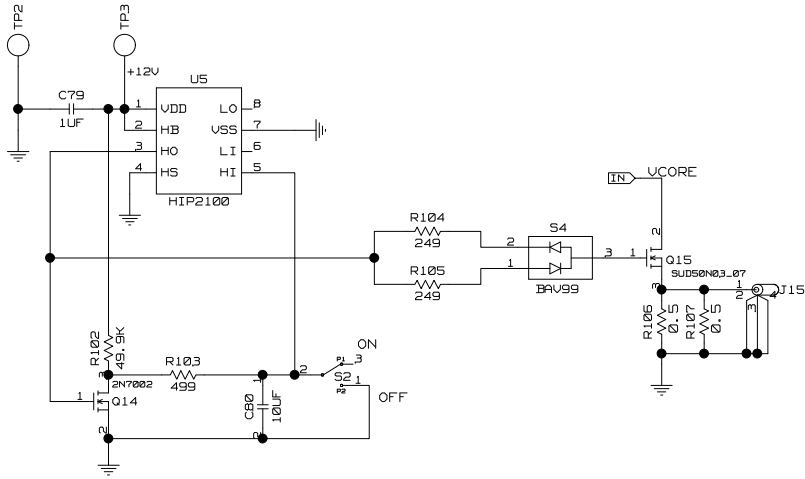 TP2
TP3
+12V
C79
1UF
U5
1 VDD
LO 8
2 HB
VSS 7
3 HO
LI 6
4 HS
HI 5
HIP2100
R104
249
R105
249
S4
2
1
3
BAV99
IN
VCORE
2
1
Q15
SUD50N03_07
3
R106
0.5
R107
0.5
1
2
3
4
J15
R102
49.9K
3
2N7002
1
Q14
2
R103
499
1
C80
10UF
2
ON
2
P1
3
S2
1
P2
OFF